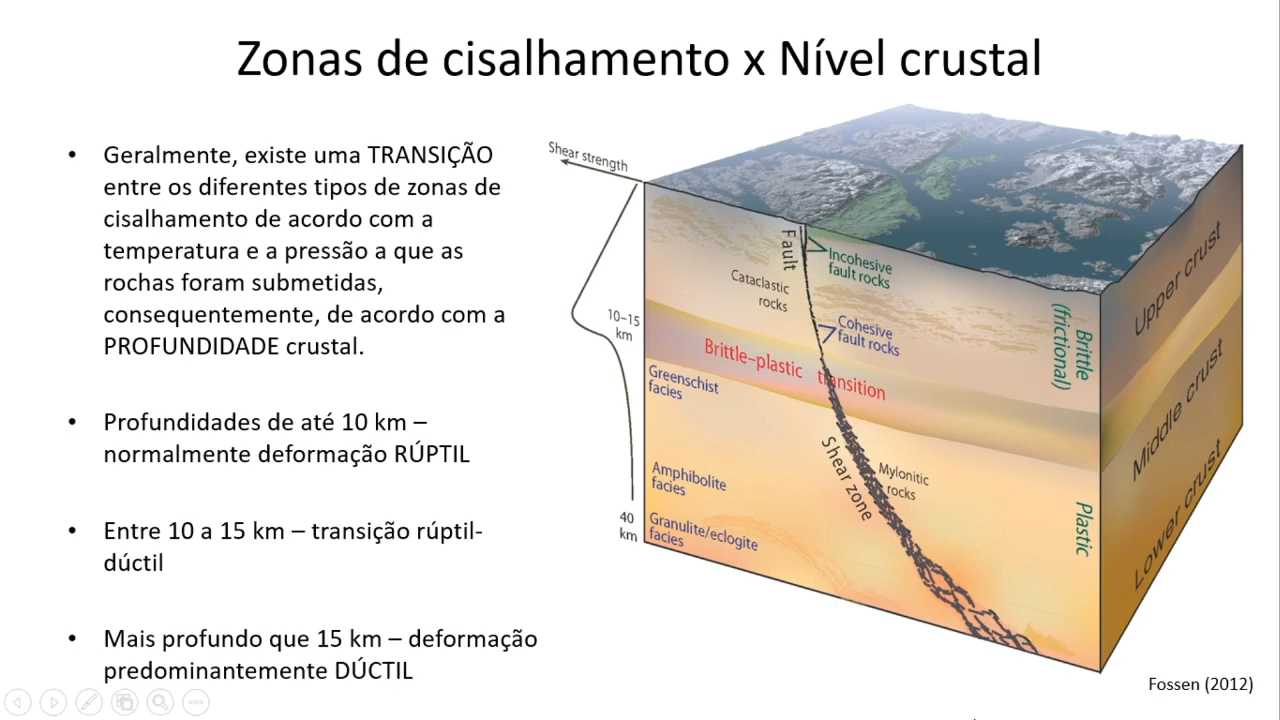 Zonas de cisalhamento x Nível crustal
• Geralmente, existe uma TRANSIÇÃO
entre os diferentes tipos de zonas de
cisalhamento de acordo com a
temperatura e a pressão a que as
rochas foram submetidas,
consequentemente, de acordo com a
PROFUNDIDADE crustal.
• Profundidades de até 10 km –
normalmente deformação RÚPTIL
• Entre 10 a 15 km – transição rúptil-
dúctil
• Mais profundo que 15 km – deformação
predominantemente DÚCTIL
Shear strength
10–15
km
40
km
Fault
Incohesive
fault rocks
Cataclastic
rocks
Cohesive
fault rocks
Brittle–plastic transition
Greenschist
facies
Amphibolite
facies
Granulite/eclogite
facies
Shear zone
Mylonitic
rocks
Brittle
(frictional)
Plastic
Upper crust
Middle crust
Lower crust
Fossen (2012)